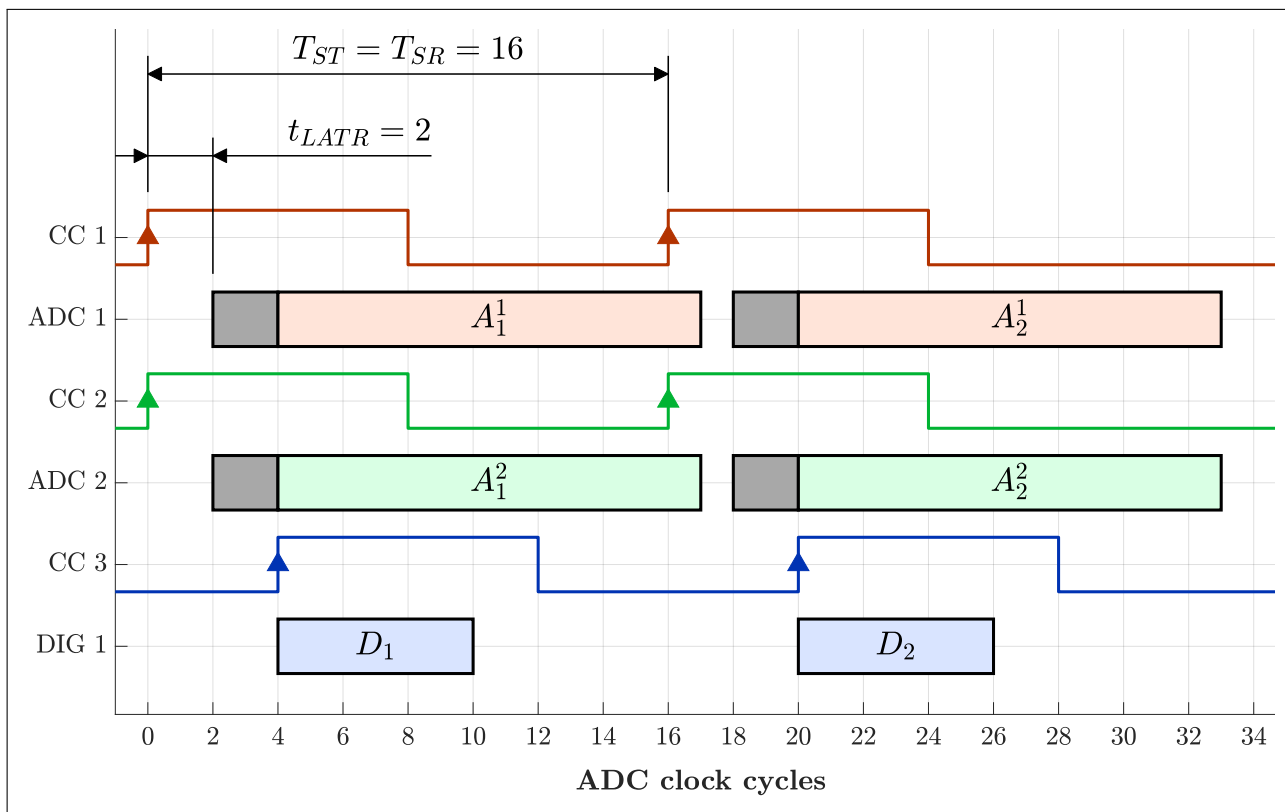 T_{ST} = T_{SR} = 16
t_{LATR} = 2
CC 1
ADC 1
A_1^1
A_2^1
CC 2
ADC 2
A_1^2
A_2^2
CC 3
DIG 1
D_1
D_2
0 2 4 6 8 10 12 14 16 18 20 22 24 26 28 30 32 34
ADC clock cycles